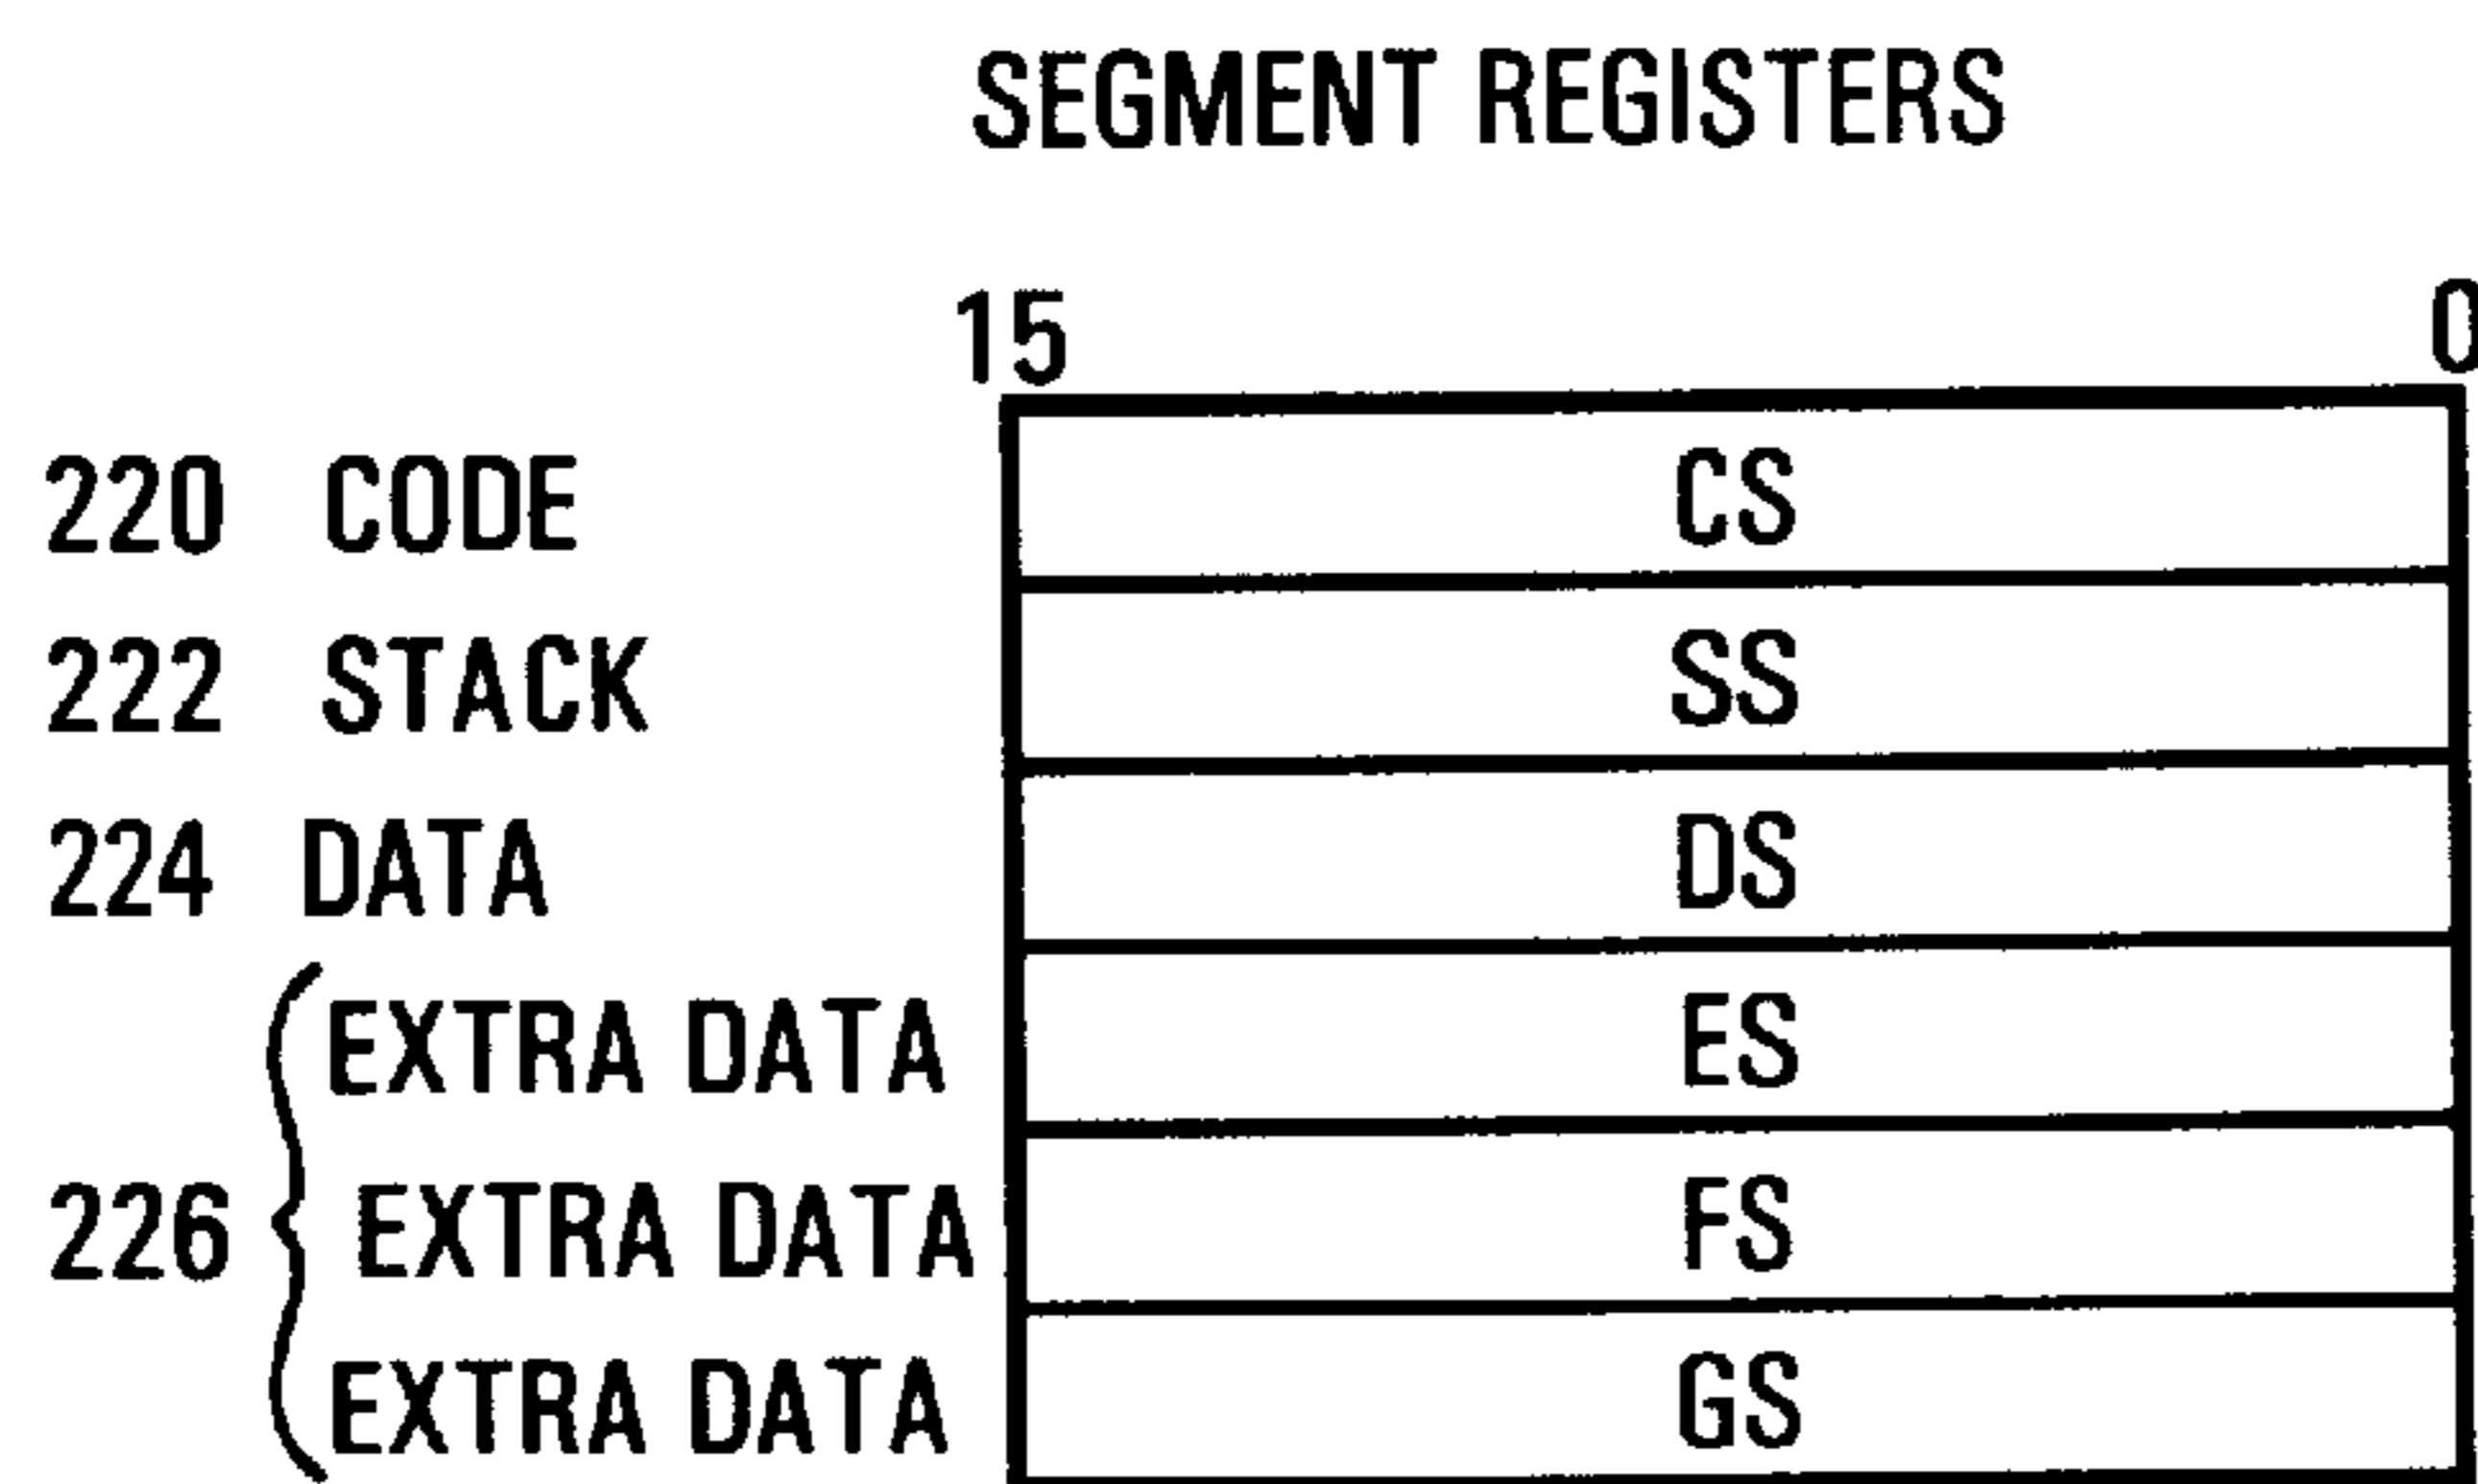 SEGMENT REGISTERS
15 0
220 CODE CS
222 STACK SS
224 DATA DS
EXTRA DATA ES
226 EXTRA DATA FS
EXTRA DATA GS